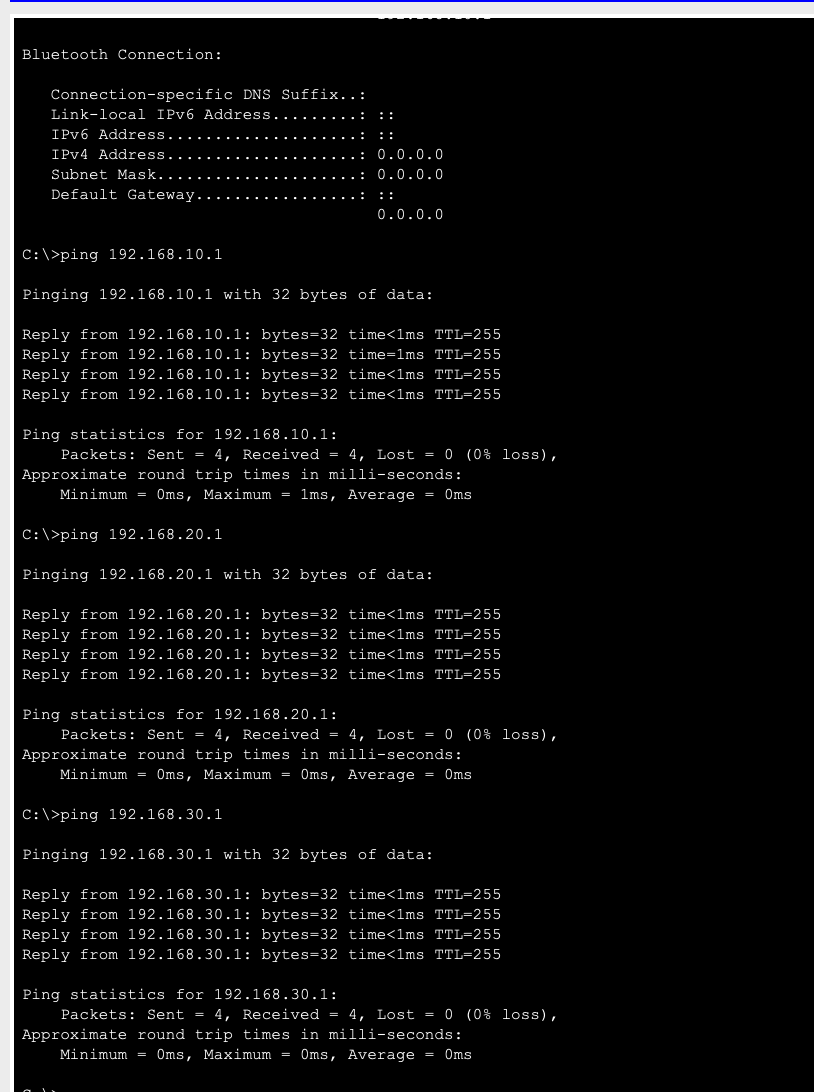 Bluetooth Connection:
Connection-specific DNS Suffix..:
Link-local IPv6 Address.........: ::
IPv6 Address....................: ::
IPv4 Address....................: 0.0.0.0
Subnet Mask.....................: 0.0.0.0
Default Gateway.................: ::
0.0.0.0
C:\>ping 192.168.10.1
Pinging 192.168.10.1 with 32 bytes of data:
Reply from 192.168.10.1: bytes=32 time<1ms TTL=255
Reply from 192.168.10.1: bytes=32 time=1ms TTL=255
Reply from 192.168.10.1: bytes=32 time<1ms TTL=255
Reply from 192.168.10.1: bytes=32 time<1ms TTL=255
Ping statistics for 192.168.10.1:
Packets: Sent = 4, Received = 4, Lost = 0 (0% loss),
Approximate round trip times in milli-seconds:
Minimum = 0ms, Maximum = 1ms, Average = 0ms
C:\>ping 192.168.20.1
Pinging 192.168.20.1 with 32 bytes of data:
Reply from 192.168.20.1: bytes=32 time<1ms TTL=255
Reply from 192.168.20.1: bytes=32 time<1ms TTL=255
Reply from 192.168.20.1: bytes=32 time<1ms TTL=255
Reply from 192.168.20.1: bytes=32 time<1ms TTL=255
Ping statistics for 192.168.20.1:
Packets: Sent = 4, Received = 4, Lost = 0 (0% loss),
Approximate round trip times in milli-seconds:
Minimum = 0ms, Maximum = 0ms, Average = 0ms
C:\>ping 192.168.30.1
Pinging 192.168.30.1 with 32 bytes of data:
Reply from 192.168.30.1: bytes=32 time<1ms TTL=255
Reply from 192.168.30.1: bytes=32 time<1ms TTL=255
Reply from 192.168.30.1: bytes=32 time<1ms TTL=255
Reply from 192.168.30.1: bytes=32 time<1ms TTL=255
Ping statistics for 192.168.30.1:
Packets: Sent = 4, Received = 4, Lost = 0 (0% loss),
Approximate round trip times in milli-seconds:
Minimum = 0ms, Maximum = 0ms, Average = 0ms